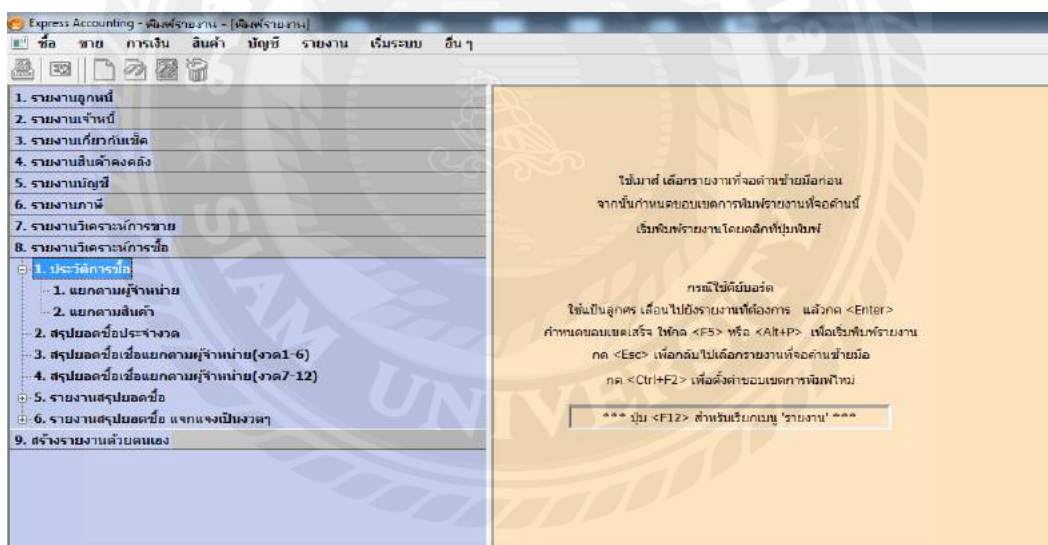 Express Accounting - พิมพ์รายงาน - [พิมพ์รายงาน]
ซื้อ ขาย การเงิน สินค้า บัญชี รายงาน เริ่มระบบ อื่น ๆ
1. รายงานลูกหนี้
2. รายงานเจ้าหนี้
3. รายงานเกี่ยวกับเช็ค
4. รายงานสินค้าคงคลัง
5. รายงานบัญชี
6. รายงานภาษี
7. รายงานวิเคราะห์การขาย
8. รายงานวิเคราะห์การซื้อ
1. ประวัติการซื้อ
1. แยกตามผู้จำหน่าย
2. แยกตามสินค้า
2. สรุปยอดซื้อประจำงวด
3. สรุปยอดซื้อเชื่อแยกตามผู้จำหน่าย(งวด1-6)
4. สรุปยอดซื้อเชื่อแยกตามผู้จำหน่าย(งวด7-12)
5. รายงานสรุปยอดซื้อ
6. รายงานสรุปยอดซื้อ แจกแจงเป็นงวดๆ
9. สร้างรายงานด้วยตนเอง
ใช้เมาส์ เลือกรายงานที่จอด้านซ้ายมือก่อน
จากนั้นกำหนดขอบเขตการพิมพ์รายงานที่จอด้านนี้
เริ่มพิมพ์รายงานโดยคลิกที่ปุ่มพิมพ์
กรณีใช้คีย์บอร์ด
ใช้แป้นลูกศร เลื่อนไปยังรายงานที่ต้องการ แล้วกด <Enter>
กำหนดขอบเขตเสร็จ ให้กด <F5> หรือ <Alt+P> เพื่อเริ่มพิมพ์รายงาน
กด <Esc> เพื่อกลับไปเลือกรายงานที่จอด้านซ้ายมือ
กด <Ctrl+F2> เพื่อตั้งค่าขอบเขตการพิมพ์ใหม่
*** ปุ่ม <F12> สำหรับเรียกเมนู 'รายงาน' ***
SIAM UNIVERSITY